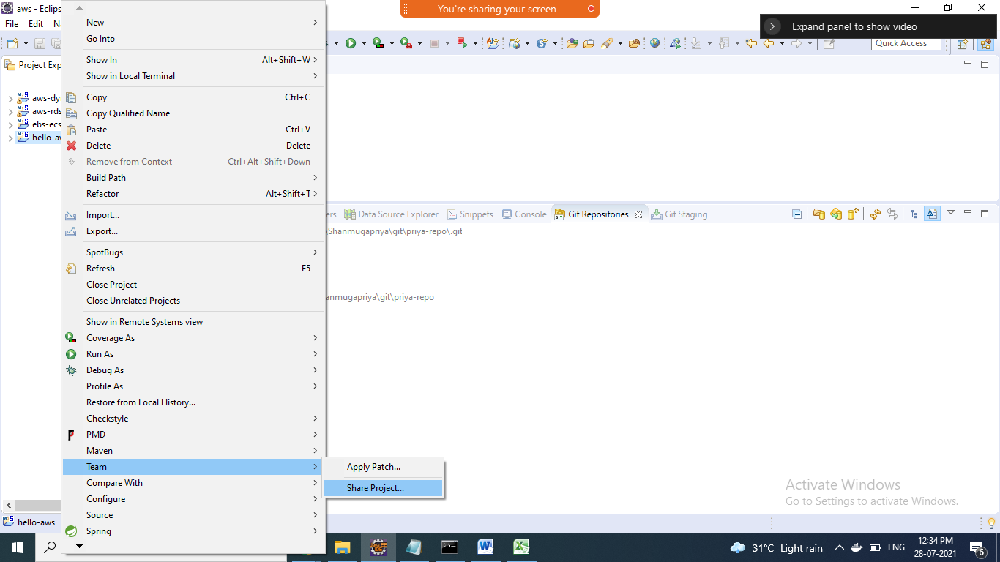 aws - Eclips
You're sharing your screen
File Edit N
Expand panel to show video
Quick Access
Project Exp
aws-dy
aws-rds
ebs-ecs
hello-aw
New
Go Into
Show In Alt+Shift+W
Show in Local Terminal
Copy Ctrl+C
Copy Qualified Name
Paste Ctrl+V
Delete Delete
Remove from Context Ctrl+Alt+Shift+Down
Build Path
Refactor Alt+Shift+T
Import...
Export...
SpotBugs
Refresh F5
Close Project
Close Unrelated Projects
Show in Remote Systems view
Coverage As
Run As
Debug As
Profile As
Restore from Local History...
Checkstyle
PMD
Maven
Team
Compare With
Configure
Source
Spring
Apply Patch...
Share Project...
ers Data Source Explorer Snippets Console Git Repositories Git Staging
\Shanmugapriya\git\priya-repo\.git
anmugapriya\git\priya-repo
Activate Windows
Go to Settings to activate Windows.
hello-aws
31°C Light rain ENG
12:34 PM
28-07-2021
6